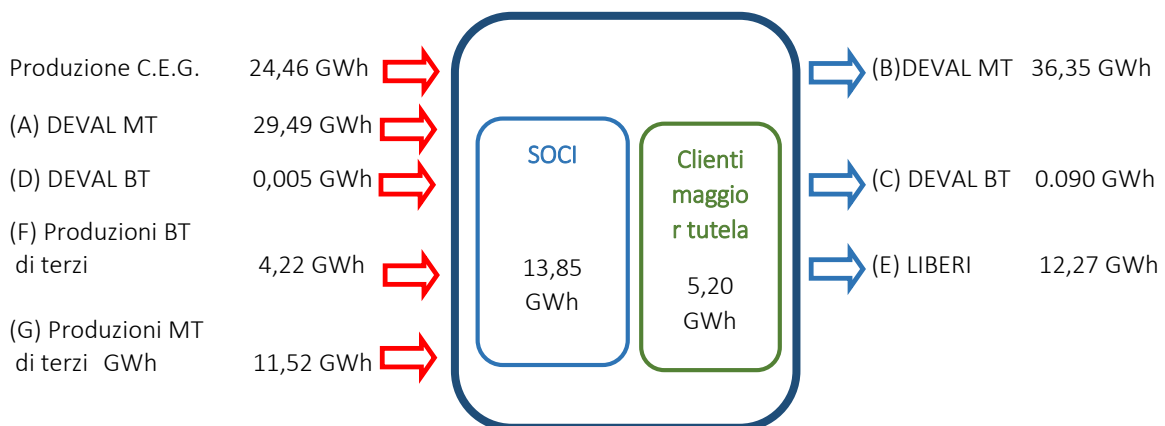 Produzione C.E.G. 24,46 GWh
(A) DEVAL MT 29,49 GWh
(D) DEVAL BT 0,005 GWh
(F) Produzioni BT
di terzi 4,22 GWh
(G) Produzioni MT
di terzi GWh 11,52 GWh
SOCI
13,85
GWh
Clienti
maggio
r tutela
5,20
GWh
(B)DEVAL MT 36,35 GWh
(C) DEVAL BT 0.090 GWh
(E) LIBERI 12,27 GWh